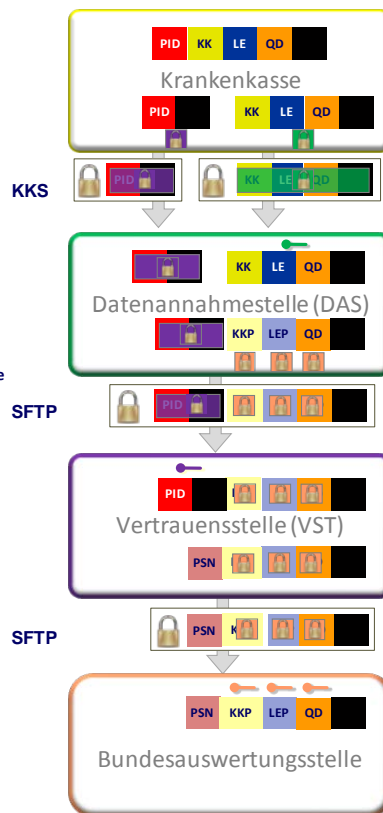 PID KK LE QD
Krankenkasse
PID KK LE QD
KKS
PID KK LE QD
KK LE QD
Datenannahmestelle (DAS)
KKP LEP QD
e
SFTP
PID
PID
Vertrauensstelle (VST)
PSN
SFTP
PSN K
PSN KKP LEP QD
Bundesauswertungsstelle